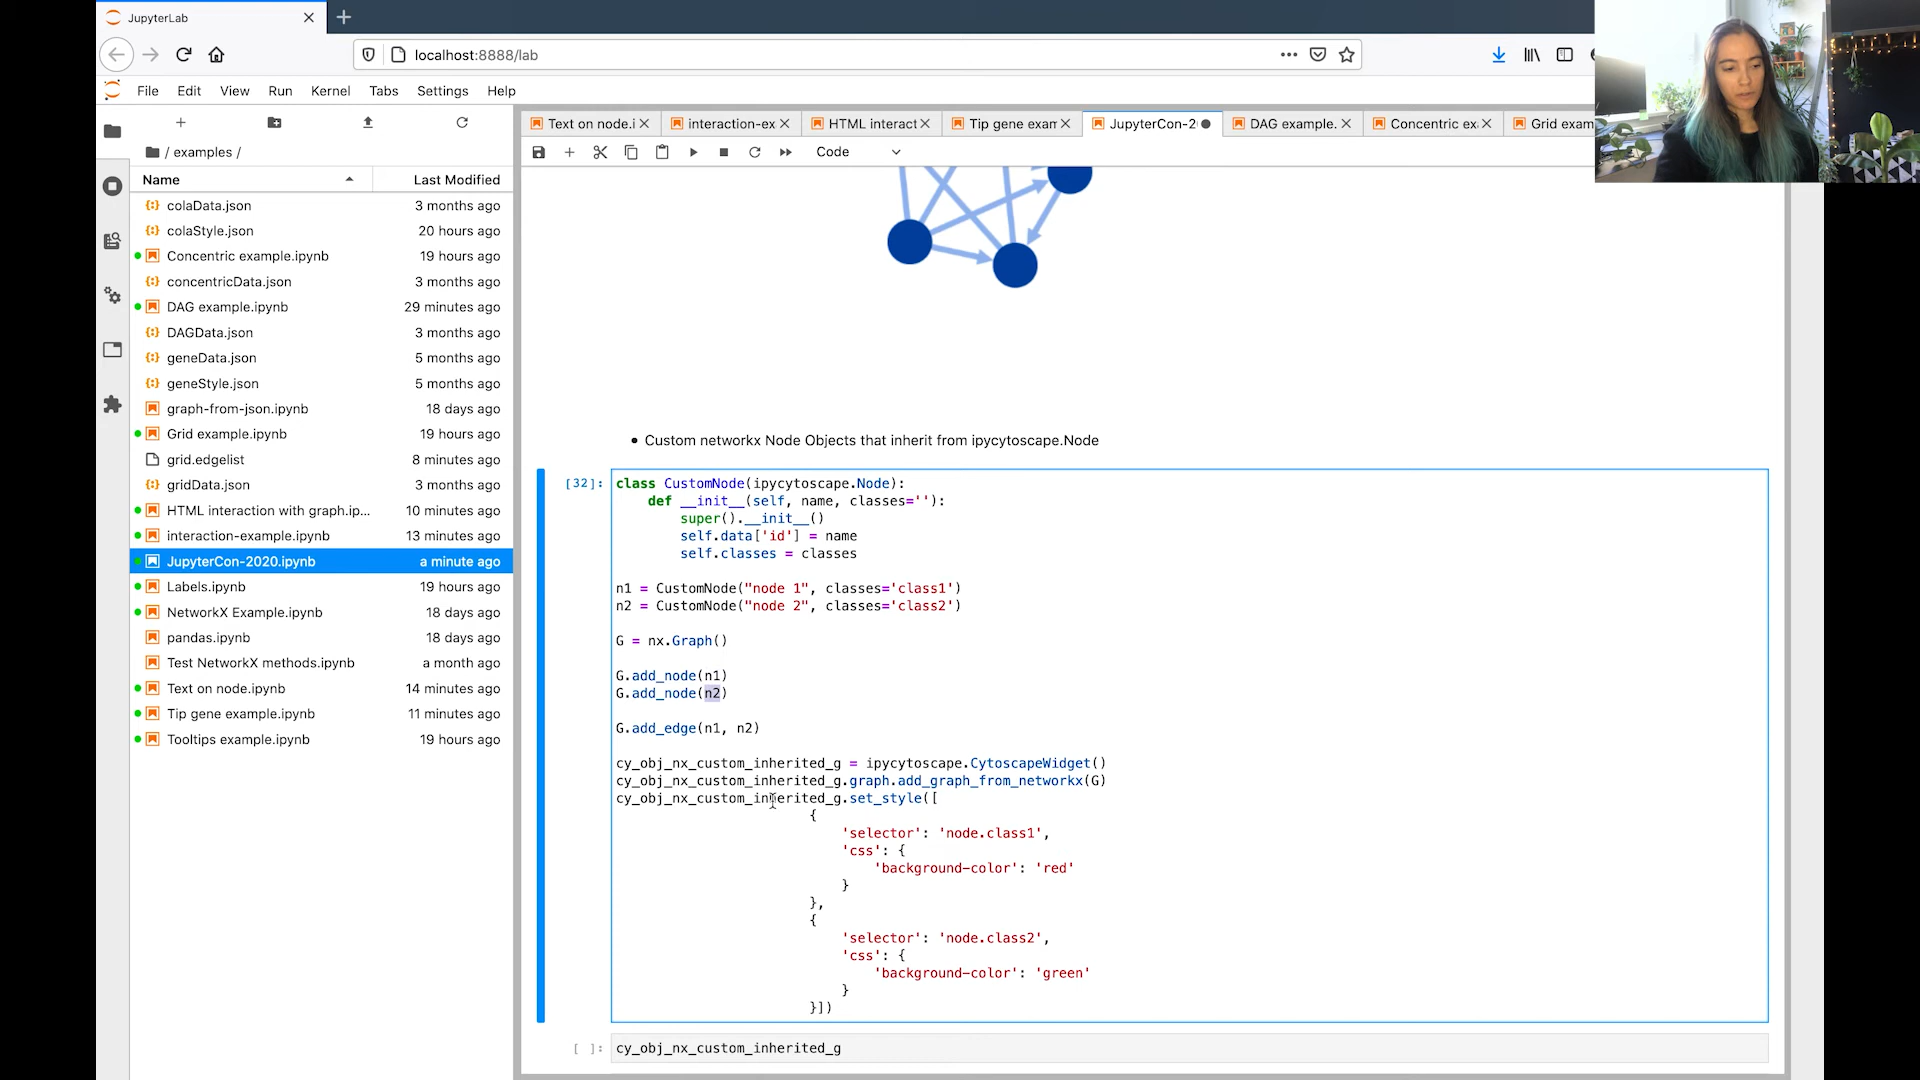 JupyterLab
localhost:8888/lab
File Edit View Run Kernel Tabs Settings Help
Text on node.i interaction-ex HTML interact Tip gene exam JupyterCon-2 DAG example. Concentric ex Grid exam
/ examples /
Code
Name Last Modified
colaData.json 3 months ago
colaStyle.json 20 hours ago
Concentric example.ipynb 19 hours ago
concentricData.json 3 months ago
DAG example.ipynb 29 minutes ago
DAGData.json 3 months ago
geneData.json 5 months ago
geneStyle.json 5 months ago
graph-from-json.ipynb 18 days ago
Grid example.ipynb 19 hours ago
grid.edgelist 8 minutes ago
gridData.json 3 months ago
HTML interaction with graph.ip... 10 minutes ago
interaction-example.ipynb 13 minutes ago
JupyterCon-2020.ipynb a minute ago
Labels.ipynb 19 hours ago
NetworkX Example.ipynb 18 days ago
pandas.ipynb 18 days ago
Test NetworkX methods.ipynb a month ago
Text on node.ipynb 14 minutes ago
Tip gene example.ipynb 11 minutes ago
Tooltips example.ipynb 19 hours ago
• Custom networkx Node Objects that inherit from ipycytoscape.Node
[32]: class CustomNode(ipycytoscape.Node):
def __init__(self, name, classes=''):
super().__init__()
self.data['id'] = name
self.classes = classes
n1 = CustomNode("node 1", classes='class1')
n2 = CustomNode("node 2", classes='class2')
G = nx.Graph()
G.add_node(n1)
G.add_node(n2)
G.add_edge(n1, n2)
cy_obj_nx_custom_inherited_g = ipycytoscape.CytoscapeWidget()
cy_obj_nx_custom_inherited_g.graph.add_graph_from_networkx(G)
cy_obj_nx_custom_inherited_g.set_style([
{
'selector': 'node.class1',
'css': {
'background-color': 'red'
}
},
{
'selector': 'node.class2',
'css': {
'background-color': 'green'
}
}])
[ ]: cy_obj_nx_custom_inherited_g